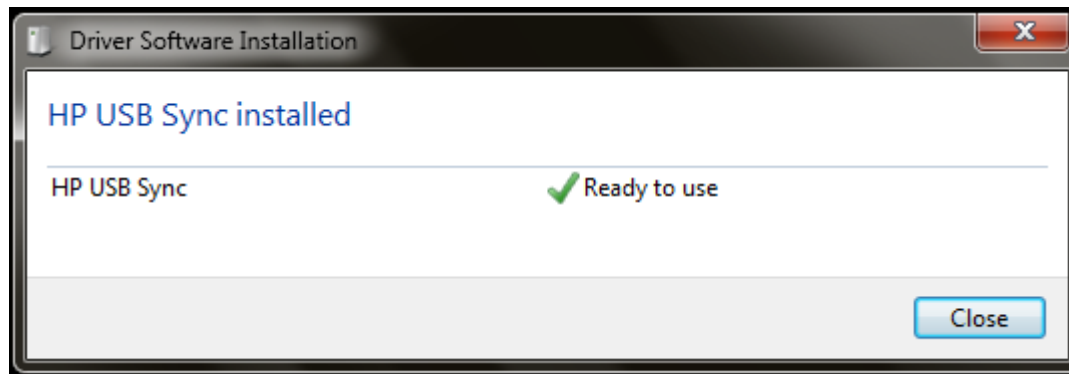 Driver Software Installation
HP USB Sync installed
HP USB Sync Ready to use
Close